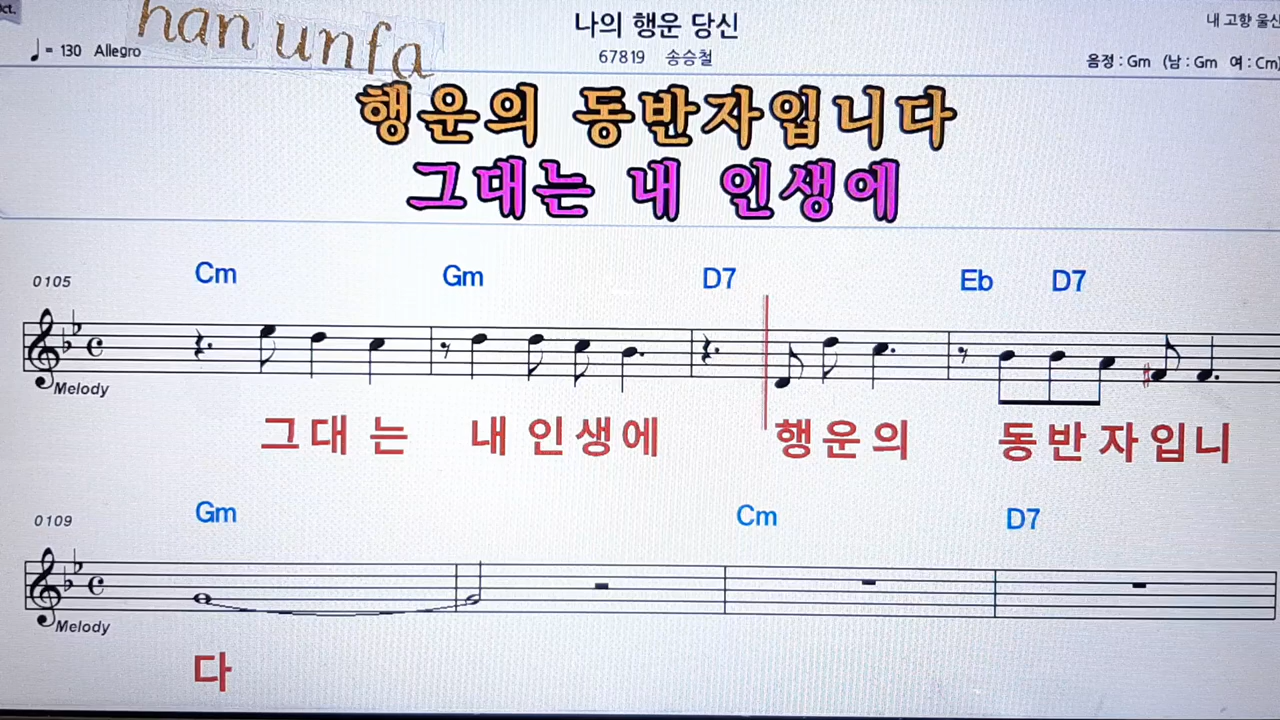 han unfa
나의 행운 당신
내 고향 울산
♩= 130 Allegro
67819 송승철
음정 : Gm (남 : Gm 여 : Cm)
행운의 동반자입니다
그대는 내 인생에
0105 Cm Gm D7 Eb D7
Melody
그대 는 내 인생에 행운의 동반 자입니
0109 Gm Cm D7
Melody
다